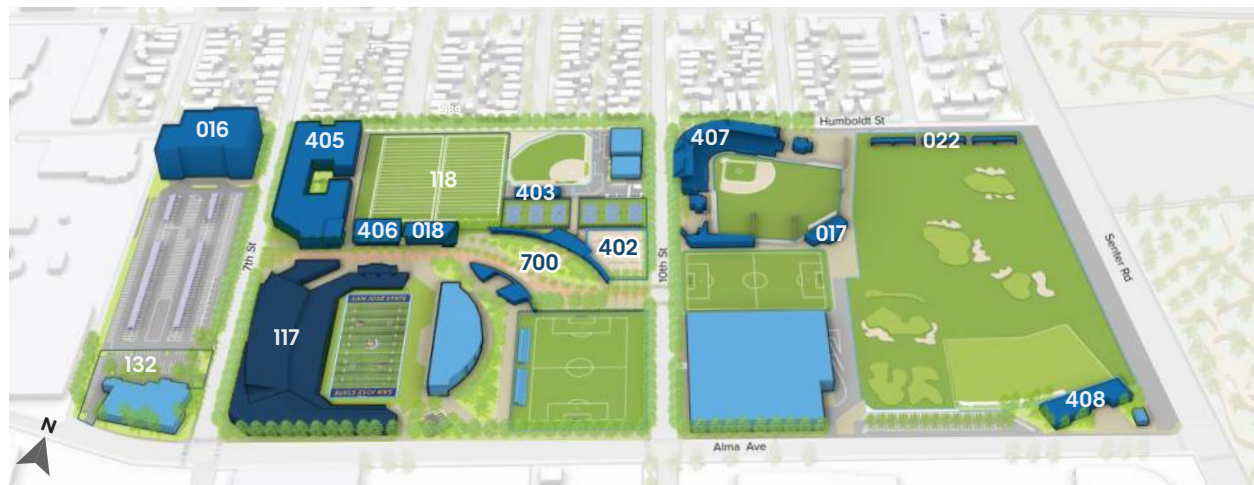 1989
Humboldt St
016
405
407
022
118
403
406
018
017
402
700
7th St
10th St
Senter Rd
SAN JOSE STATE
117
132
SAN JOSE STATE
408
N
Alma Ave